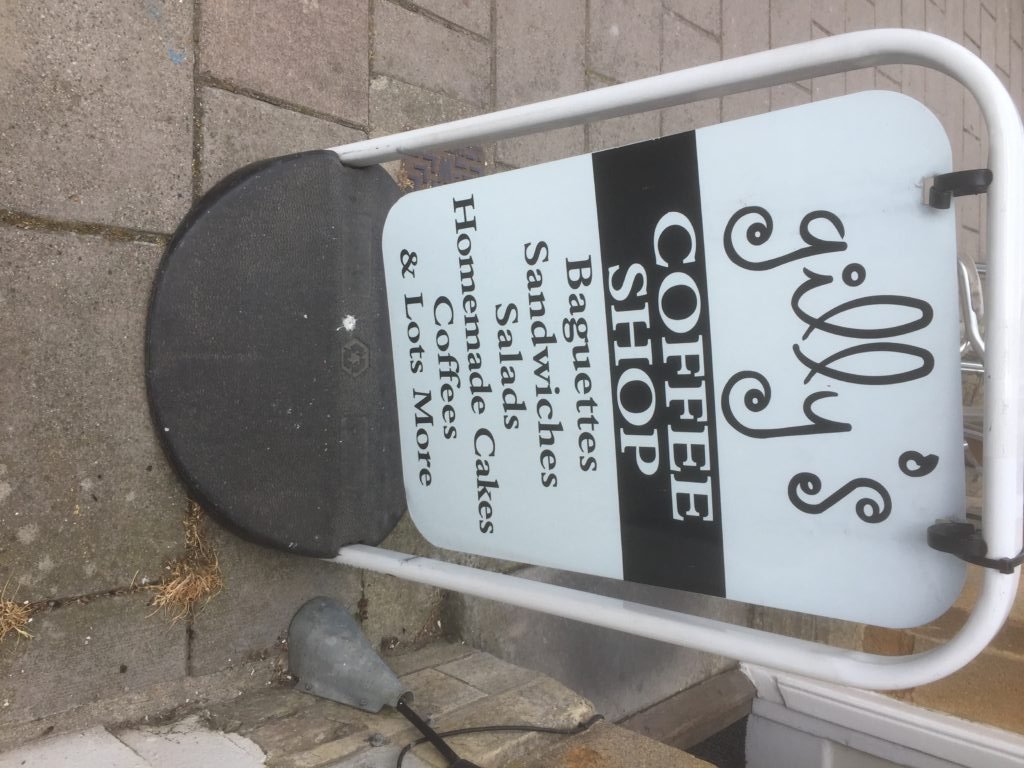 gilly's
COFFEE
SHOP
Baguettes
Sandwiches
Salads
Homemade Cakes
Coffees
& Lots More